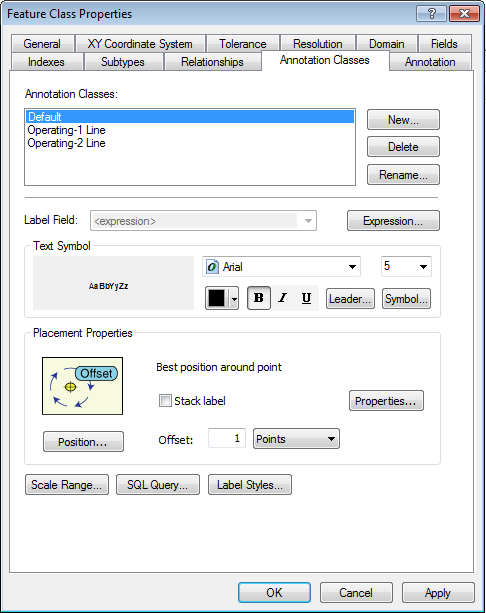 Feature Class Properties
General XY Coordinate System Tolerance Resolution Domain Fields
Indexes Subtypes Relationships Annotation Classes Annotation
Annotation Classes:
Default
Operating-1 Line
Operating-2 Line
New...
Delete
Rename...
Label Field: <expression> Expression...
Text Symbol
AaBbYyZz
Arial 5
B I U Leader... Symbol...
Placement Properties
Offset
Best position around point
Stack label
Properties...
Position...
Offset: 1 Points
Scale Range... SQL Query... Label Styles...
OK Cancel Apply